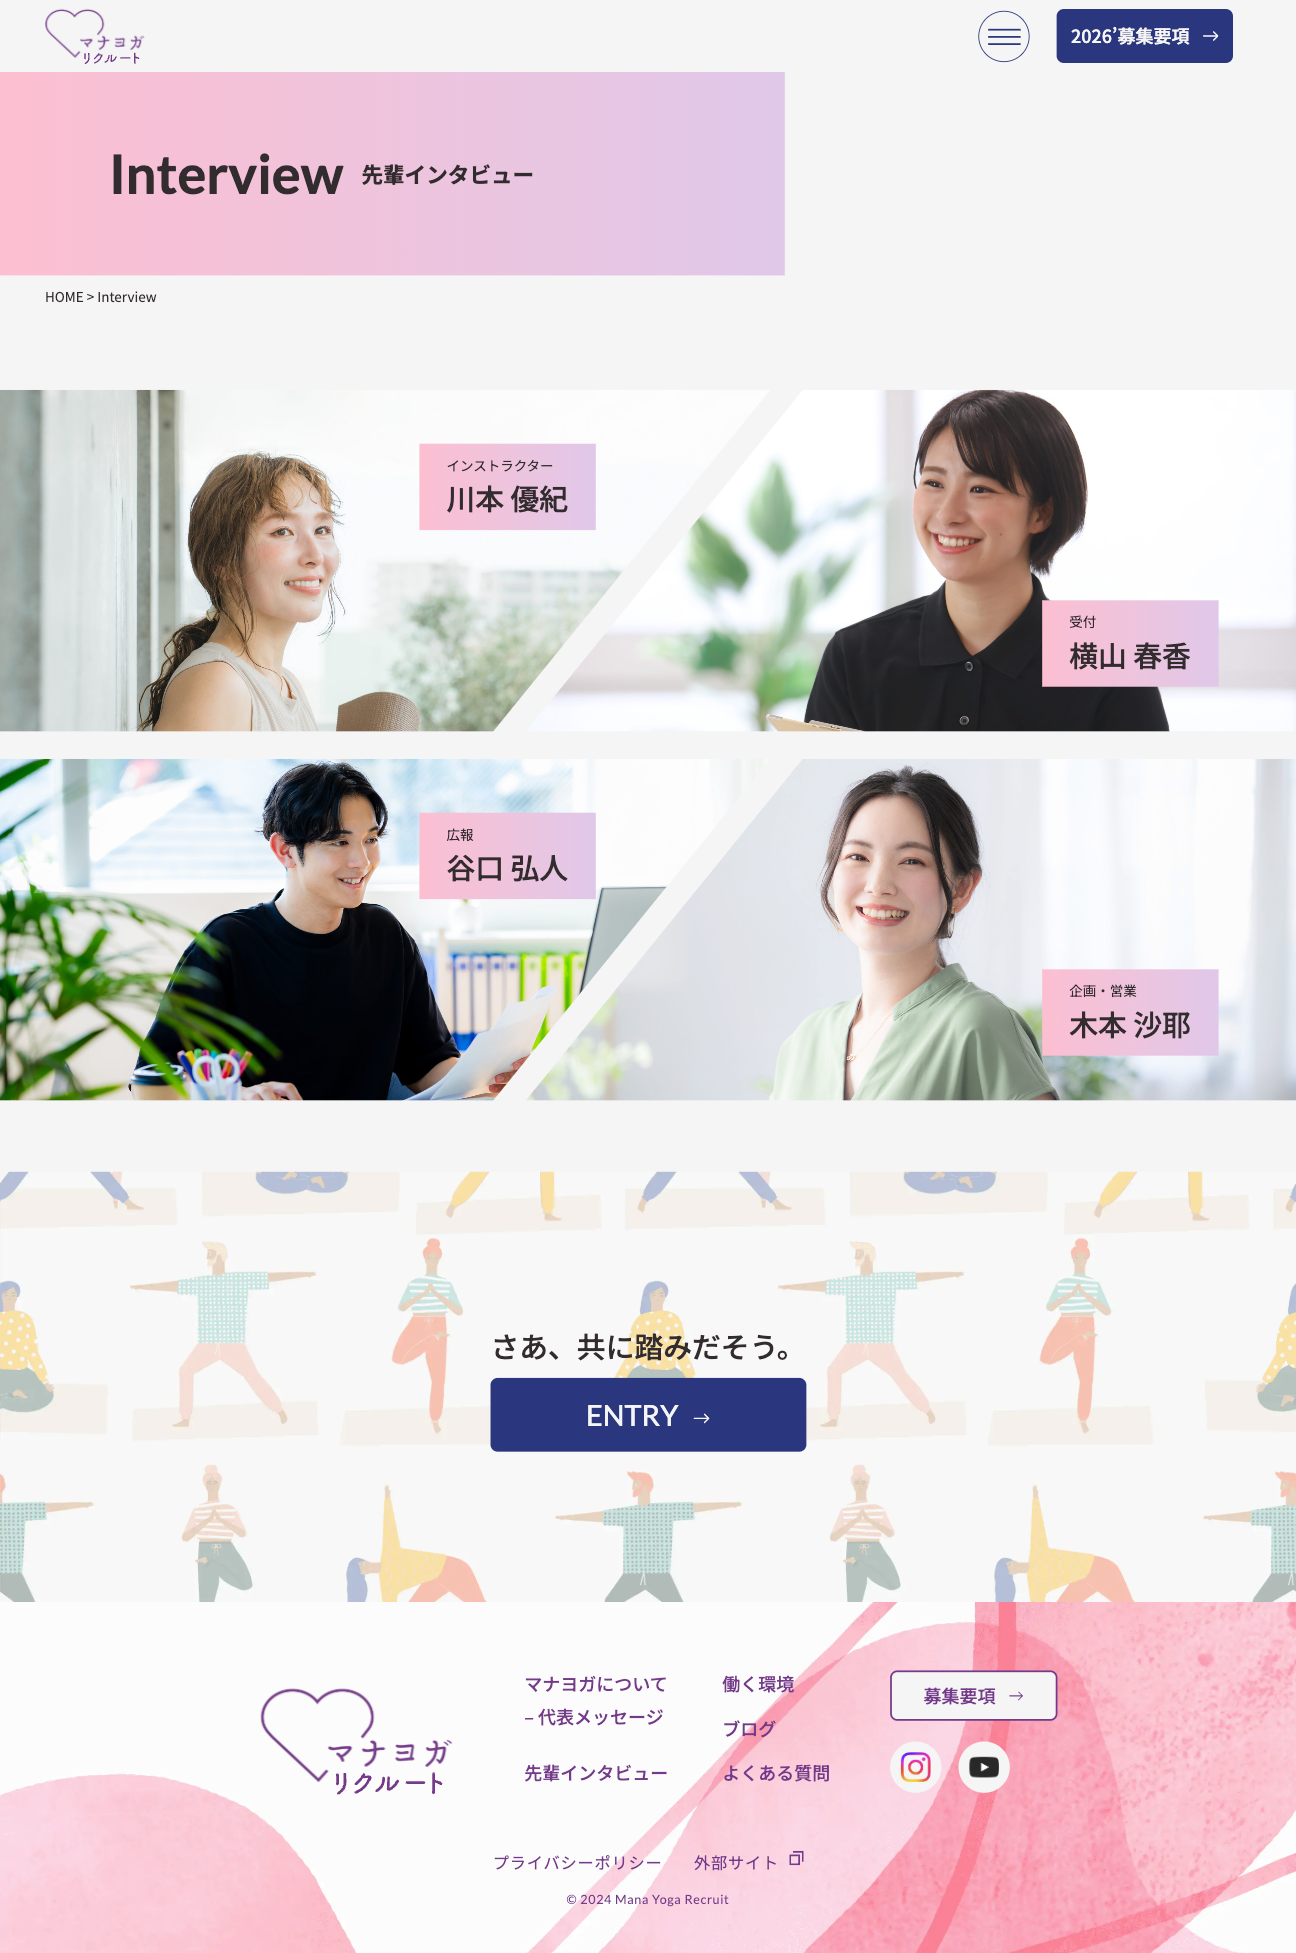 マナヨガ
リクルート
2026’募集要項 →
Interview 先輩インタビュー
HOME > Interview
インストラクター
川本 優紀
受付
横山 春香
広報
谷口 弘人
企画・営業
木本 沙耶
さあ、共に踏みだそう。
ENTRY →
マナヨガ
リクルート
マナヨガについて
– 代表メッセージ
先輩インタビュー
働く環境
ブログ
よくある質問
募集要項 →
プライバシーポリシー 外部サイト
© 2024 Mana Yoga Recruit